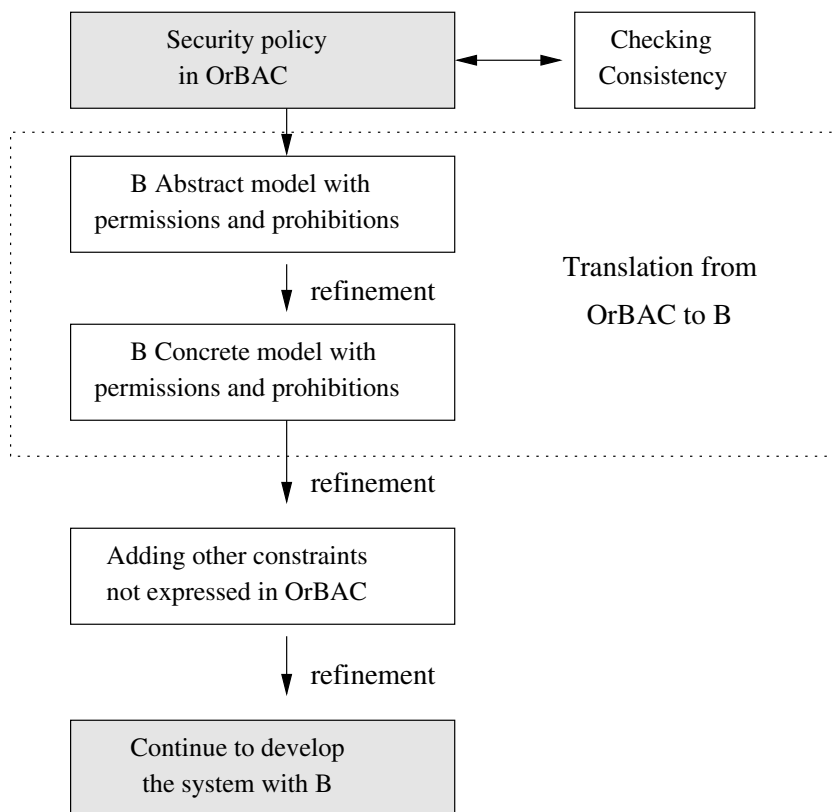 Security policy
in OrBAC
Checking
Consistency
B Abstract model with
permissions and prohibitions
refinement
Translation from
OrBAC to B
B Concrete model with
permissions and prohibitions
refinement
Adding other constraints
not expressed in OrBAC
refinement
Continue to develop
the system with B